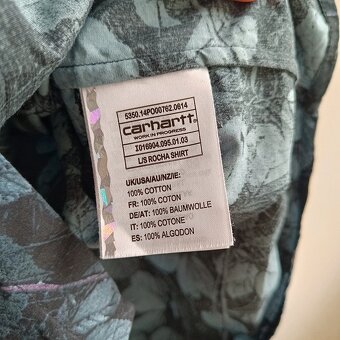 5350.14PO00762.0614
carhartt
WORK IN PROGRESS
I016904.095.01.03
L/S ROCHA SHIRT
UK/USA/AU/NZ/IE:
100% COTTON
FR: 100% COTON
DE/AT: 100% BAUMWOLLE
IT: 100% COTONE
ES: 100% ALGODON